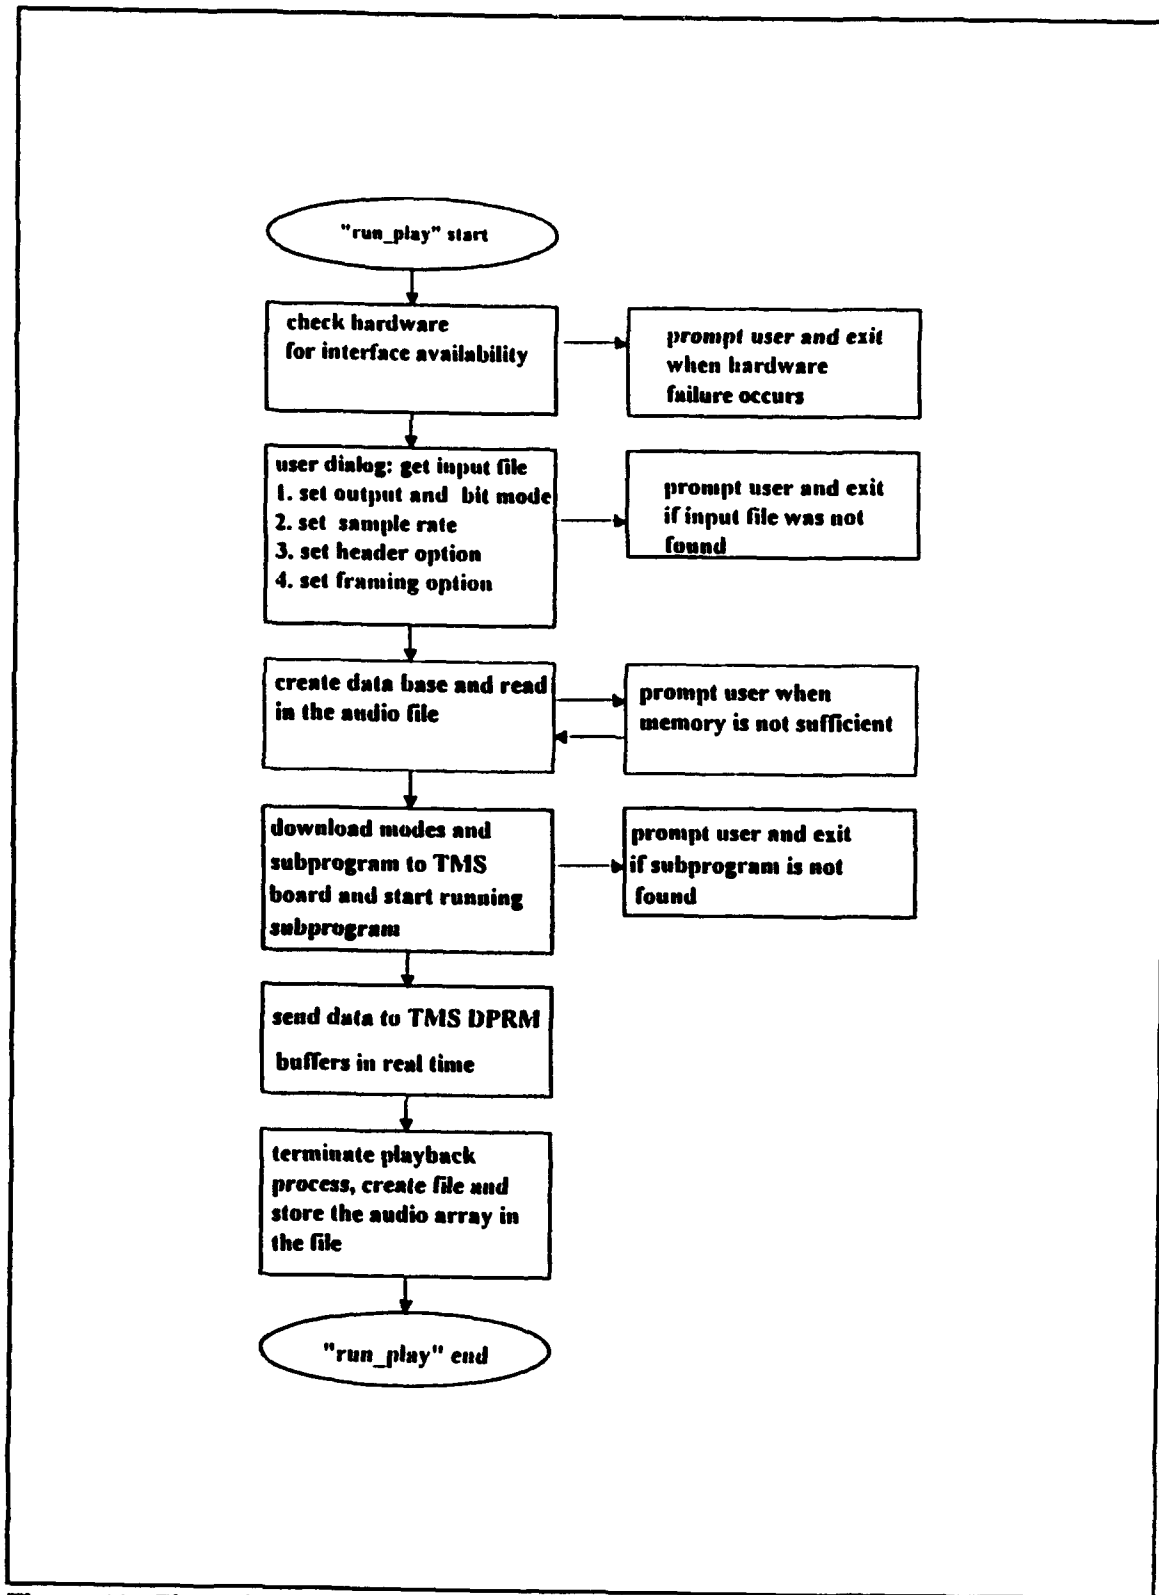 "run_play" start
check hardware
for interface availability
prompt user and exit
when hardware
failure occurs
user dialog: get input file
1. set output and bit mode
2. set sample rate
3. set header option
4. set framing option
prompt user and exit
if input file was not
found
create data base and read
in the audio file
prompt user when
memory is not sufficient
download modes and
subprogram to TMS
board and start running
subprogram
prompt user and exit
if subprogram is not
found
send data to TMS DPRM
buffers in real time
terminate playback
process, create file and
store the audio array in
the file
"run_play" end